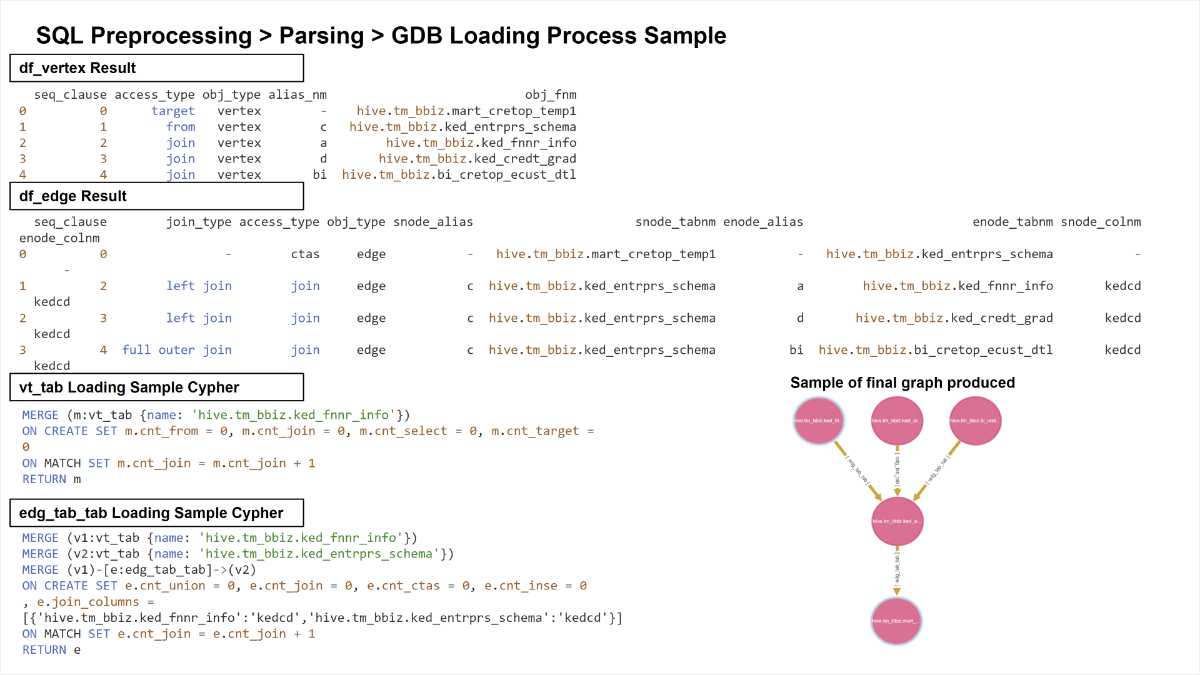 SQL Preprocessing > Parsing > GDB Loading Process Sample
df_vertex Result
seq_clause access_type obj_type alias_nm obj_fnm
0 0 target vertex - hive.tm_bbiz.mart_cretop_temp1
1 1 from vertex c hive.tm_bbiz.ked_entrprs_schema
2 2 join vertex a hive.tm_bbiz.ked_fnnr_info
3 3 join vertex d hive.tm_bbiz.ked_credt_grad
4 4 join vertex bi hive.tm_bbiz.bi_cretop_ecust_dtl
df_edge Result
seq_clause join_type access_type obj_type snode_alias snode_tabnm enode_alias enode_tabnm snode_colnm
enode_colnm
0 0 - ctas edge - hive.tm_bbiz.mart_cretop_temp1 - hive.tm_bbiz.ked_entrprs_schema -
-
1 2 left join join edge c hive.tm_bbiz.ked_entrprs_schema a hive.tm_bbiz.ked_fnnr_info kedcd
kedcd
2 3 left join join edge c hive.tm_bbiz.ked_entrprs_schema d hive.tm_bbiz.ked_credt_grad kedcd
kedcd
3 4 full outer join join edge c hive.tm_bbiz.ked_entrprs_schema bi hive.tm_bbiz.bi_cretop_ecust_dtl kedcd
kedcd
vt_tab Loading Sample Cypher
MERGE (m:vt_tab {name: 'hive.tm_bbiz.ked_fnnr_info'})
ON CREATE SET m.cnt_from = 0, m.cnt_join = 0, m.cnt_select = 0, m.cnt_target =
0
ON MATCH SET m.cnt_join = m.cnt_join + 1
RETURN m
edg_tab_tab Loading Sample Cypher
MERGE (v1:vt_tab {name: 'hive.tm_bbiz.ked_fnnr_info'})
MERGE (v2:vt_tab {name: 'hive.tm_bbiz.ked_entrprs_schema'})
MERGE (v1)-[e:edg_tab_tab]->(v2)
ON CREATE SET e.cnt_union = 0, e.cnt_join = 0, e.cnt_ctas = 0, e.cnt_inse = 0
, e.join_columns =
[{'hive.tm_bbiz.ked_fnnr_info':'kedcd','hive.tm_bbiz.ked_entrprs_schema':'kedcd'}]
ON MATCH SET e.cnt_join = e.cnt_join + 1
RETURN e
Sample of final graph produced
[ edg_tab_tab ]
[ edg_tab_tab ]
[ edg_tab_tab ]
hive.tm_bbiz.ked_e...
[ edg_tab_tab ]
hive.tm_bbiz.mart_...